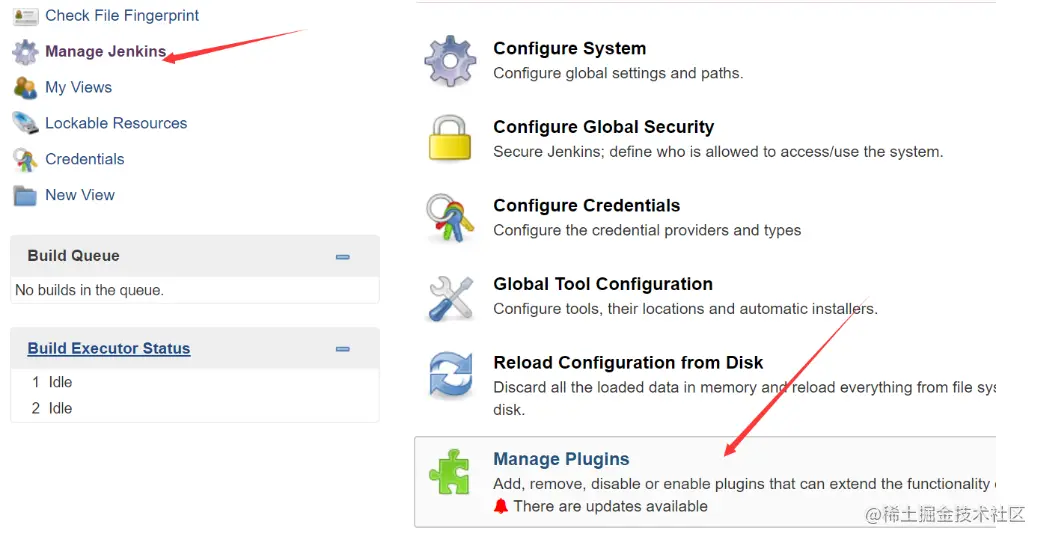 Check File Fingerprint
Manage Jenkins
My Views
Lockable Resources
Credentials
New View
Build Queue
No builds in the queue.
Build Executor Status
1 Idle
2 Idle
Configure System
Configure global settings and paths.
Configure Global Security
Secure Jenkins; define who is allowed to access/use the system.
Configure Credentials
Configure the credential providers and types
Global Tool Configuration
Configure tools, their locations and automatic installers.
Reload Configuration from Disk
Discard all the loaded data in memory and reload everything from file sys
disk.
Manage Plugins
Add, remove, disable or enable plugins that can extend the functionality
There are updates available
@稀土掘金技术社区